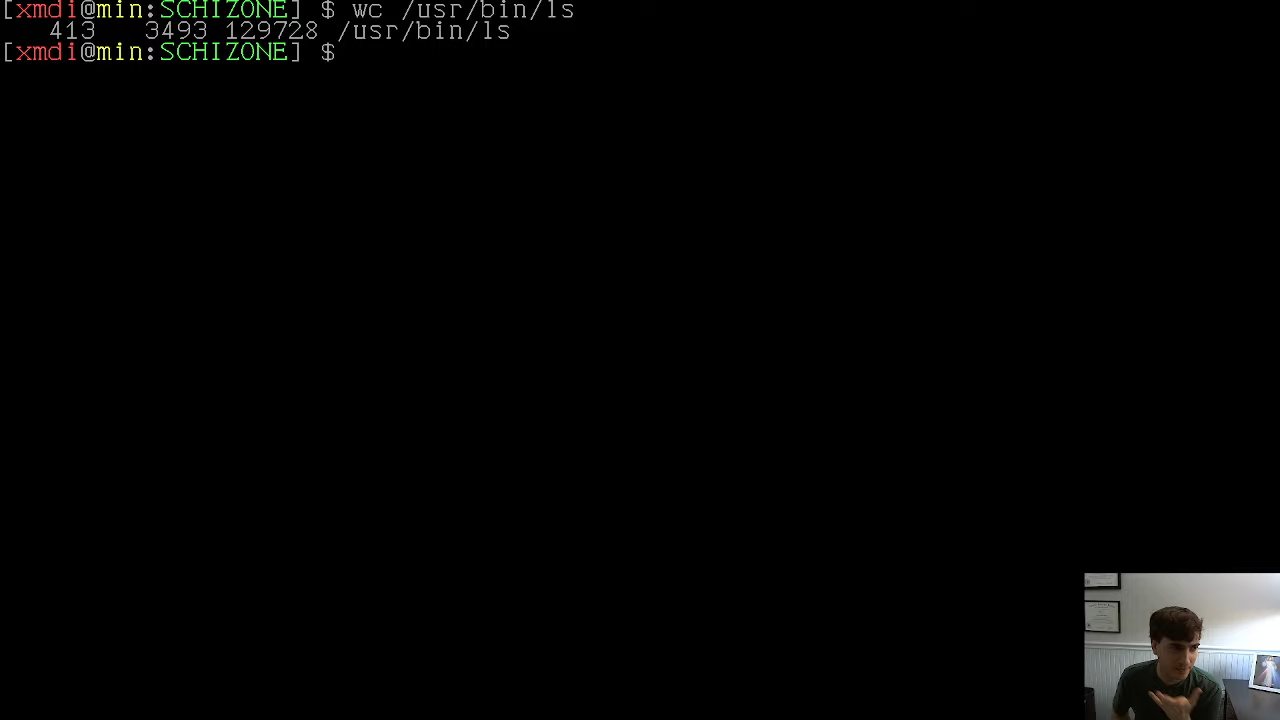 [xmdi@min:SCHIZONE] $ wc /usr/bin/ls
413 3493 129728 /usr/bin/ls
[xmdi@min:SCHIZONE] $